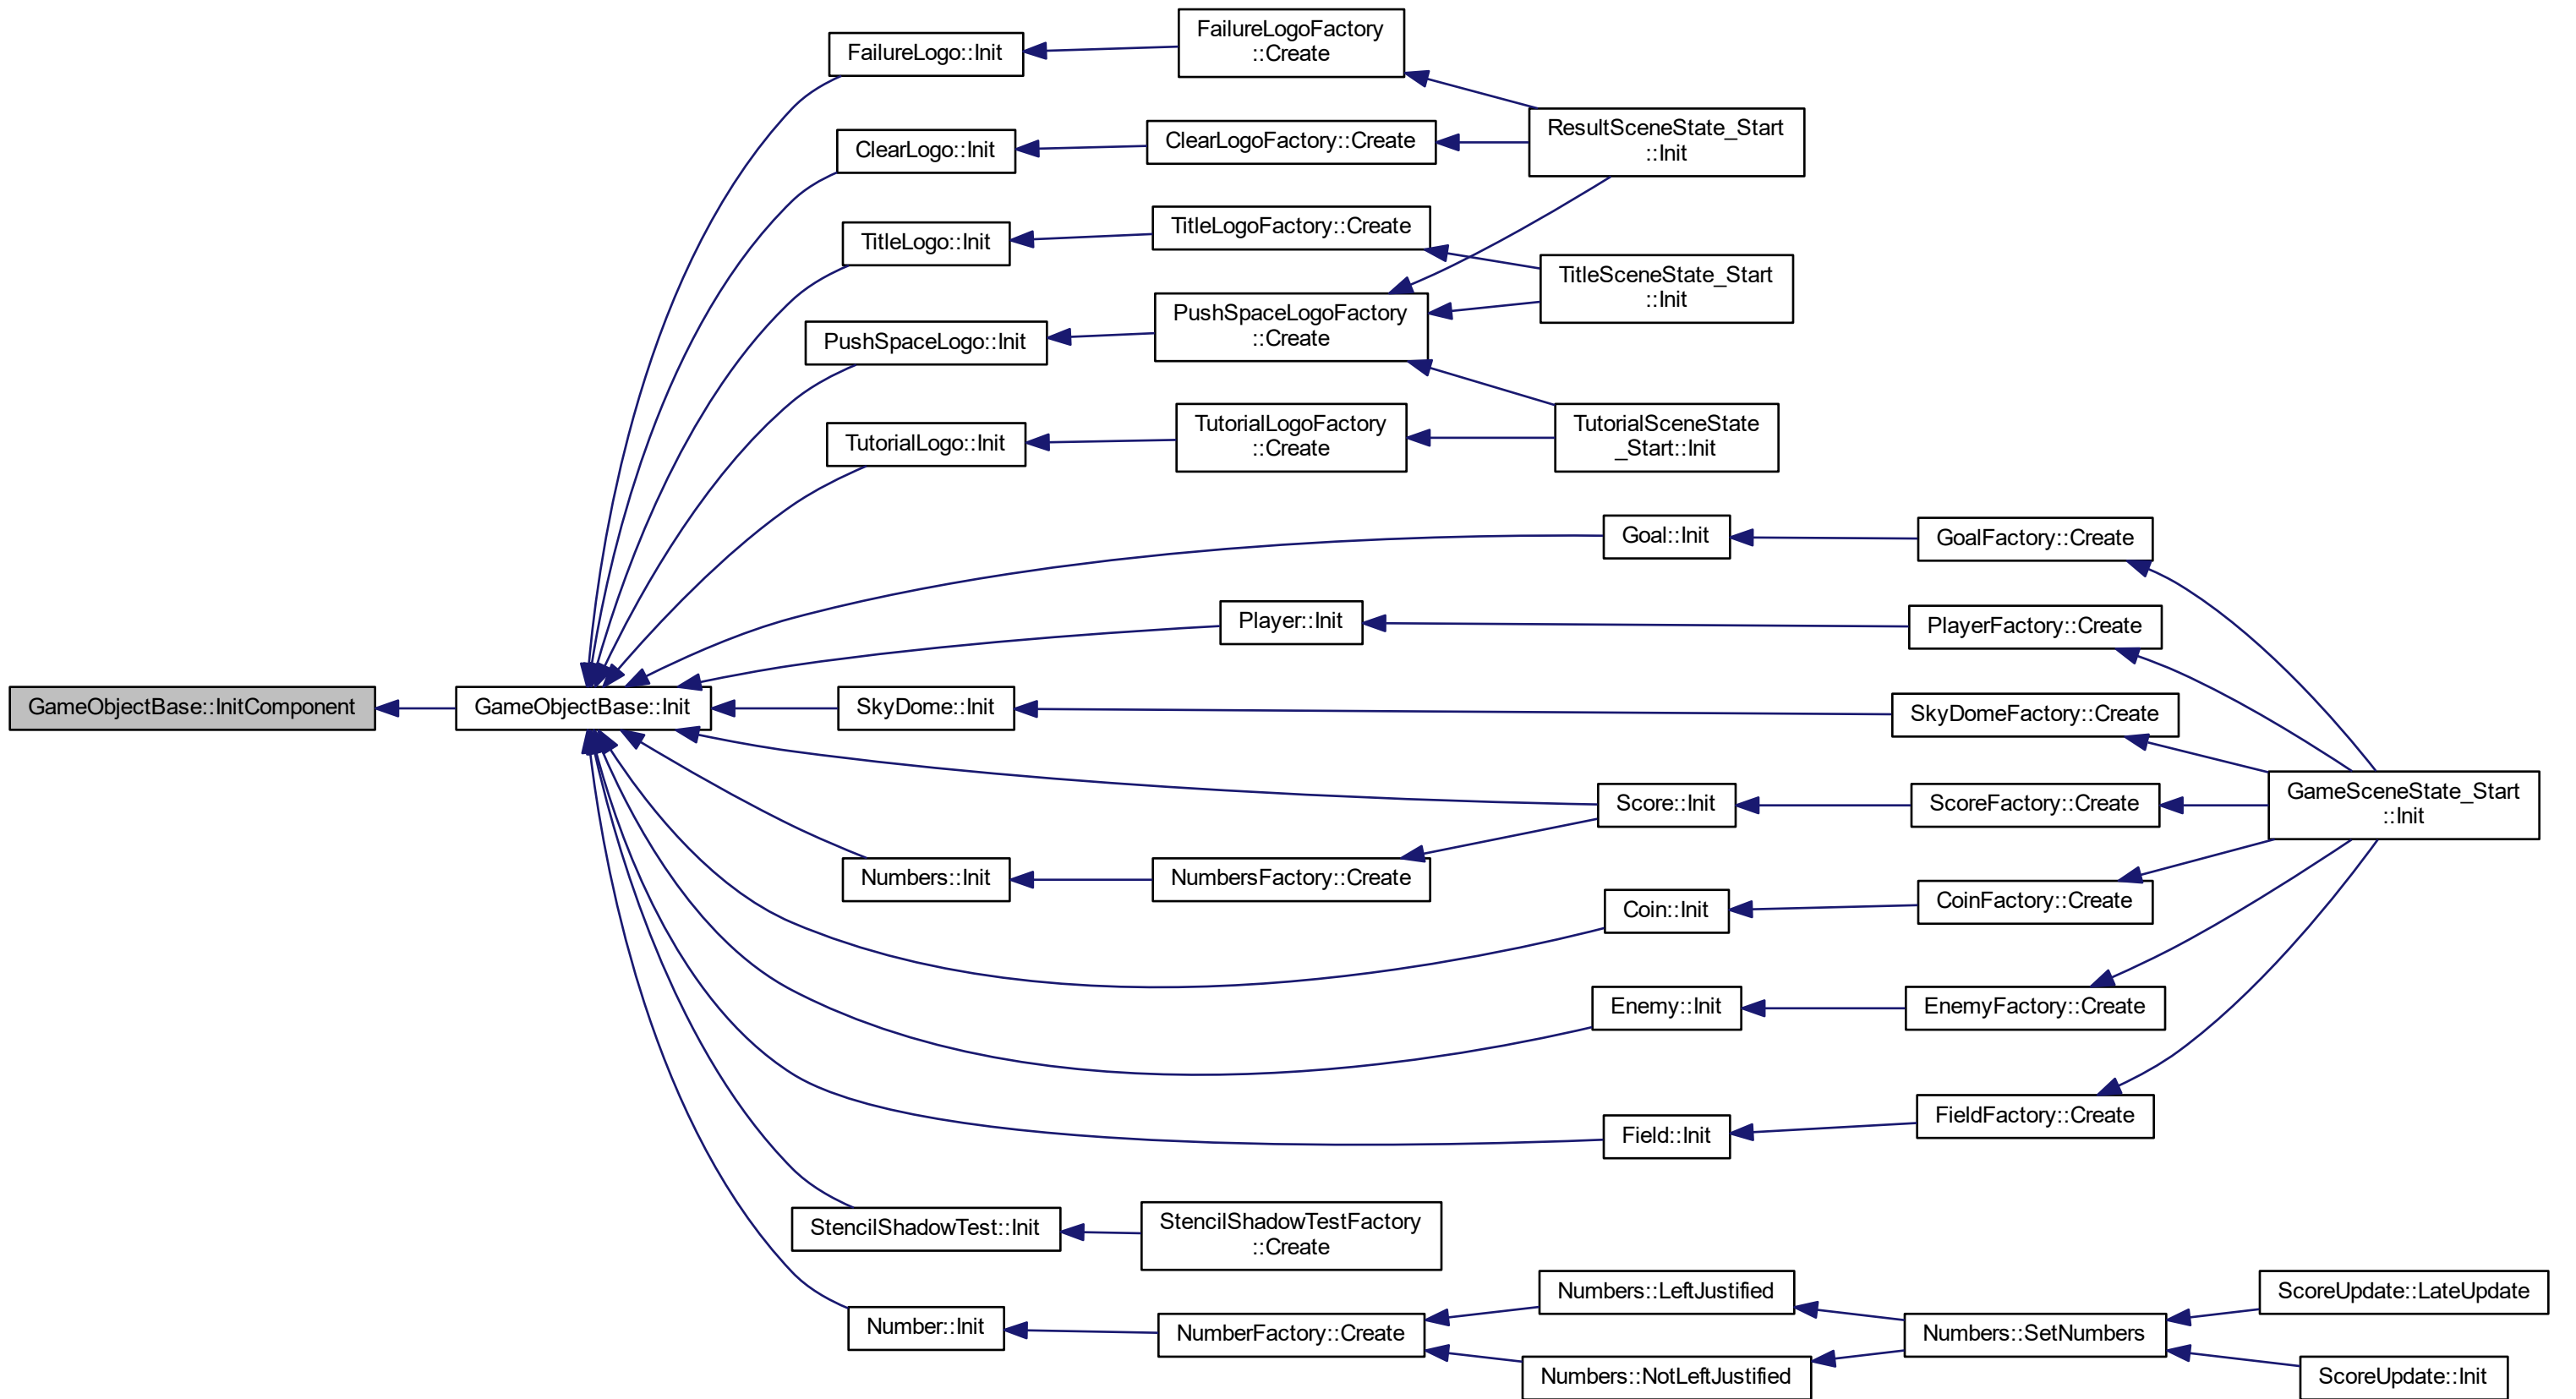 FailureLogo::Init
FailureLogoFactory
::Create
ClearLogo::Init
ClearLogoFactory::Create
ResultSceneState_Start
::Init
TitleLogo::Init
TitleLogoFactory::Create
TitleSceneState_Start
::Init
PushSpaceLogo::Init
PushSpaceLogoFactory
::Create
TutorialLogo::Init
TutorialLogoFactory
::Create
TutorialSceneState
_Start::Init
Goal::Init
GoalFactory::Create
Player::Init
PlayerFactory::Create
GameObjectBase::InitComponent
GameObjectBase::Init
SkyDome::Init
SkyDomeFactory::Create
Score::Init
ScoreFactory::Create
GameSceneState_Start
::Init
Numbers::Init
NumbersFactory::Create
Coin::Init
CoinFactory::Create
Enemy::Init
EnemyFactory::Create
Field::Init
FieldFactory::Create
StencilShadowTest::Init
StencilShadowTestFactory
::Create
Number::Init
NumberFactory::Create
Numbers::LeftJustified
Numbers::NotLeftJustified
Numbers::SetNumbers
ScoreUpdate::LateUpdate
ScoreUpdate::Init